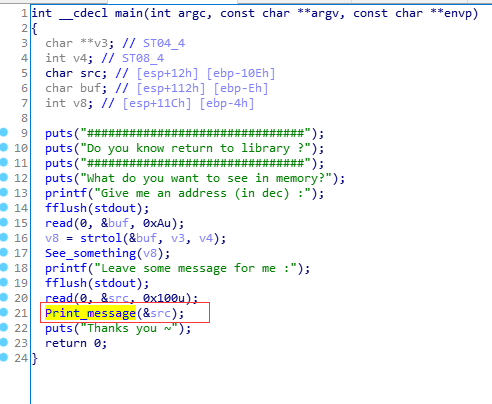 1 int __cdecl main(int argc, const char **argv, const char **envp)
2 {
3 char **v3; // ST04_4
4 int v4; // ST08_4
5 char src; // [esp+12h] [ebp-10Eh]
6 char buf; // [esp+112h] [ebp-Eh]
7 int v8; // [esp+11Ch] [ebp-4h]
8
9 puts("###############################");
10 puts("Do you know return to library ?");
11 puts("###############################");
12 puts("What do you want to see in memory?");
13 printf("Give me an address (in dec) :");
14 fflush(stdout);
15 read(0, &buf, 0xAu);
16 v8 = strtol(&buf, v3, v4);
17 See_something(v8);
18 printf("Leave some message for me :");
19 fflush(stdout);
20 read(0, &src, 0x100u);
21 Print_message(&src);
22 puts("Thanks you ~");
23 return 0;
24 }